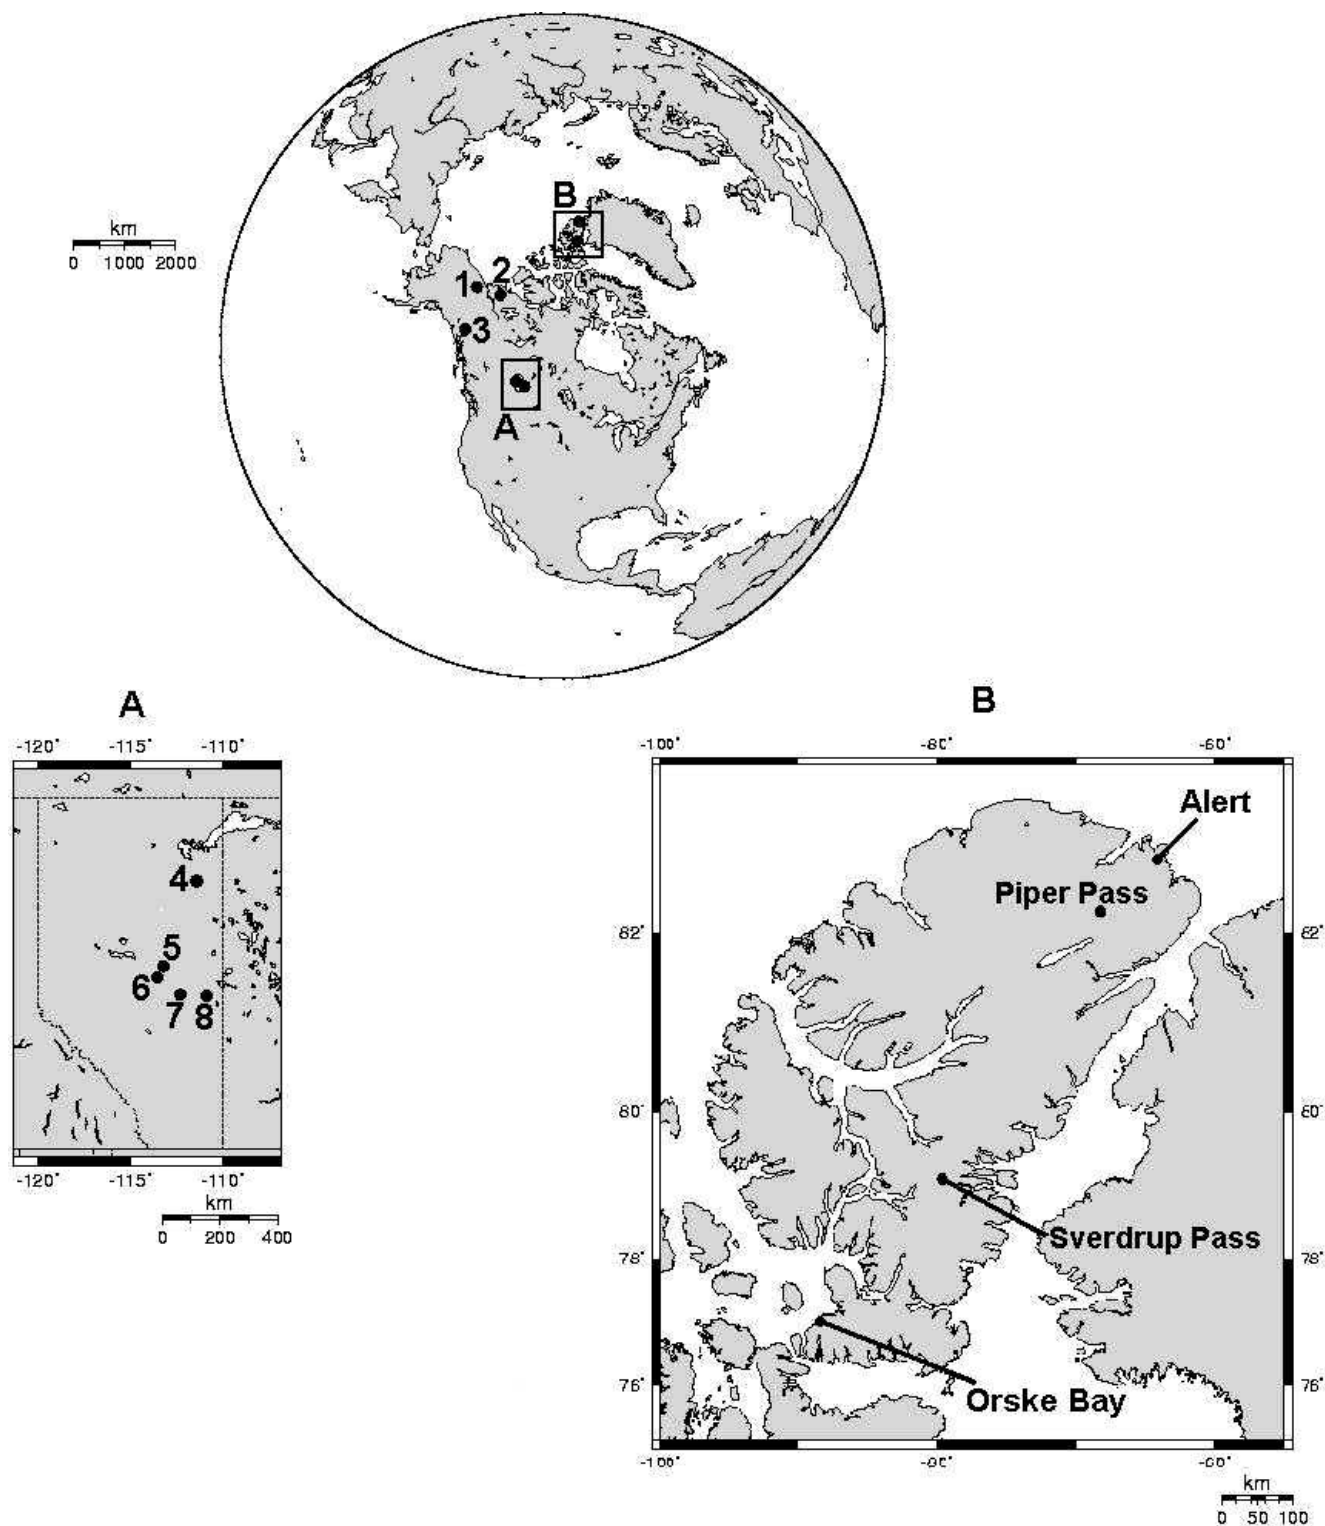 km
0 1000 2000
B
1
2
3
A
A
B
-120° -115° -110°
4
5
6
7
8
-120° -115° -110°
km
0 200 400
-100° -80° -60°
Alert
Piper Pass
82° 82°
80° 80°
Sverdrup Pass
78° 78°
76° 76°
Orske Bay
-100° -80° -60°
km
0 50 100